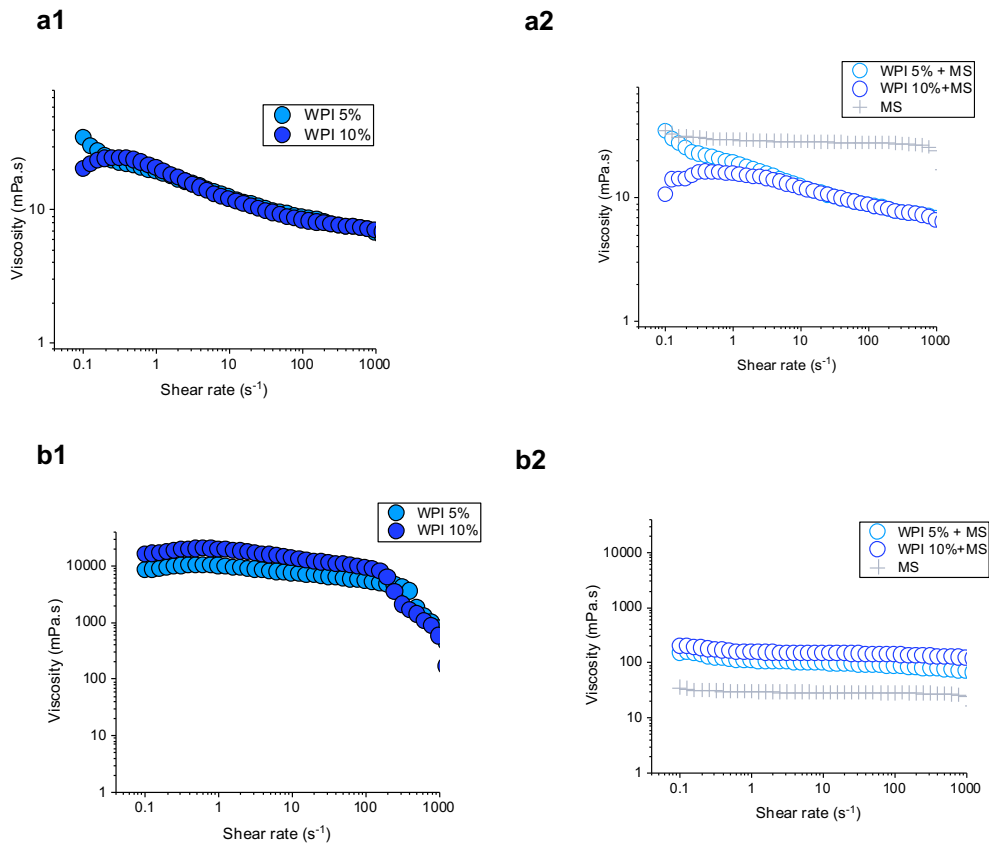 a1
WPI 5%
WPI 10%
10
1
0.1 1 10 100 1000
Viscosity (mPa.s)
Shear rate (s⁻¹)
a2
WPI 5% + MS
WPI 10%+MS
MS
10
1
0.1 1 10 100 1000
Viscosity (mPa.s)
Shear rate (s⁻¹)
b1
WPI 5%
WPI 10%
10000
1000
100
10
1
0.1 1 10 100 1000
Viscosity (mPa.s)
Shear rate (s⁻¹)
b2
WPI 5% + MS
WPI 10%+MS
MS
10000
1000
100
10
1
0.1 1 10 100 1000
Viscosity (mPa.s)
Shear rate (s⁻¹)